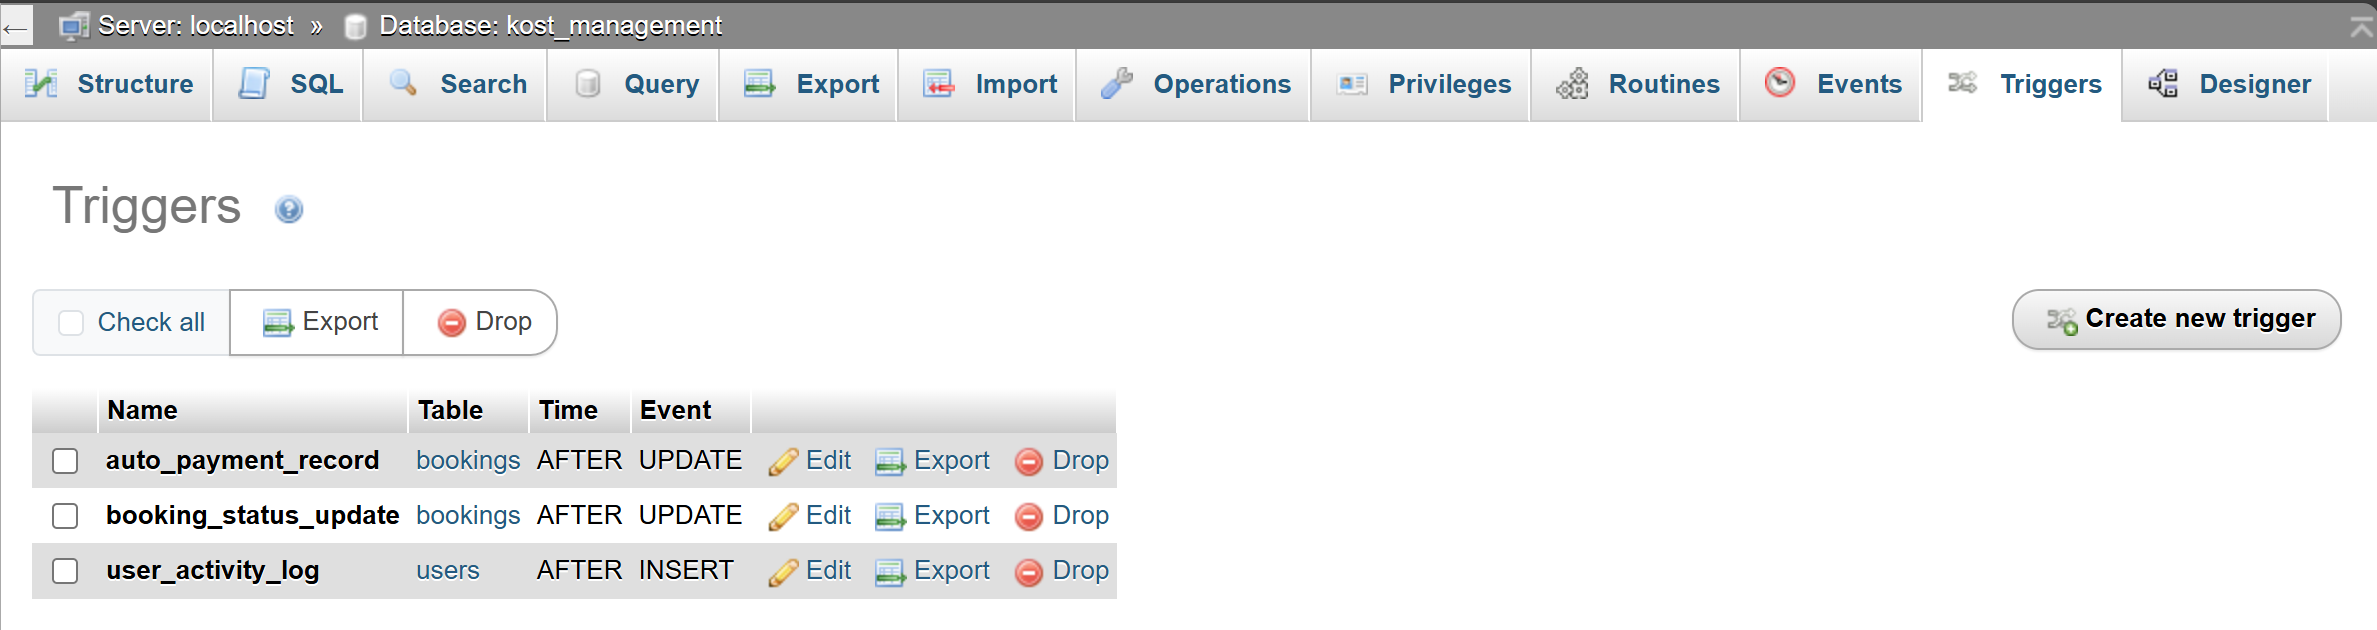 ← Server: localhost » Database: kost_management
Structure SQL Search Query Export Import Operations Privileges Routines Events Triggers Designer
Triggers ?
Check all Export Drop Create new trigger
Name Table Time Event
auto_payment_record bookings AFTER UPDATE Edit Export Drop
booking_status_update bookings AFTER UPDATE Edit Export Drop
user_activity_log users AFTER INSERT Edit Export Drop